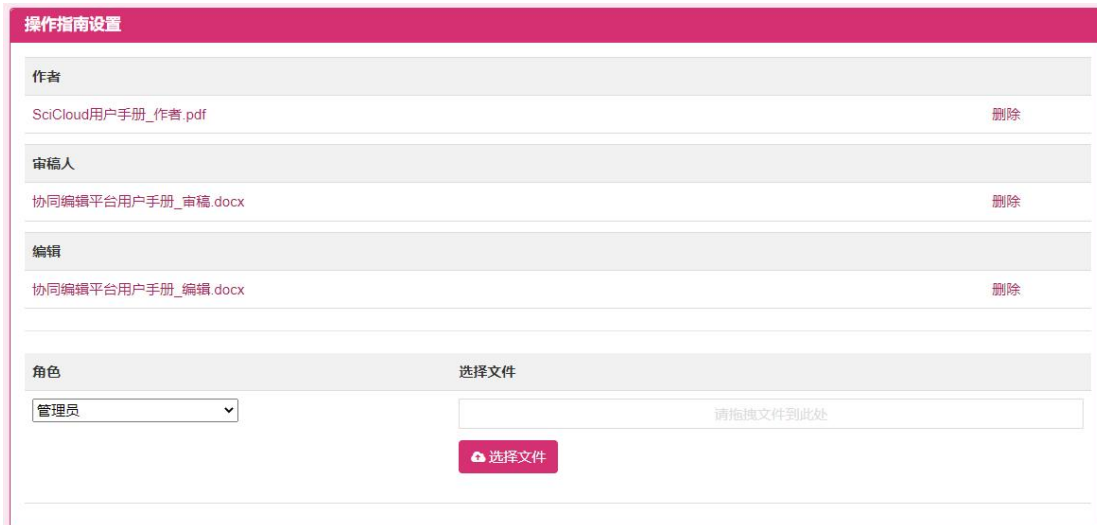 操作指南设置
作者
SciCloud用户手册_作者.pdf 删除
审稿人
协同编辑平台用户手册_审稿.docx 删除
编辑
协同编辑平台用户手册_编辑.docx 删除
角色 选择文件
管理员 请拖拽文件到此处
选择文件